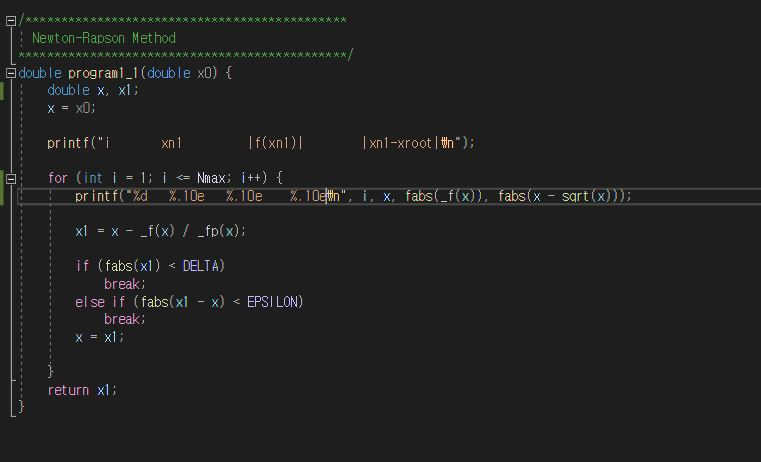 /*********************************************
Newton-Rapson Method
**********************************************/
double program1_1(double x0) {
double x, x1;
x = x0;
printf("i xn1 |f(xn1)| |xn1-xroot|₩n");
for (int i = 1; i <= Nmax; i++) {
printf("%d %.10e %.10e %.10e₩n", i, x, fabs(_f(x)), fabs(x - sqrt(x)));
x1 = x - _f(x) / _fp(x);
if (fabs(x1) < DELTA)
break;
else if (fabs(x1 - x) < EPSILON)
break;
x = x1;
}
return x1;
}